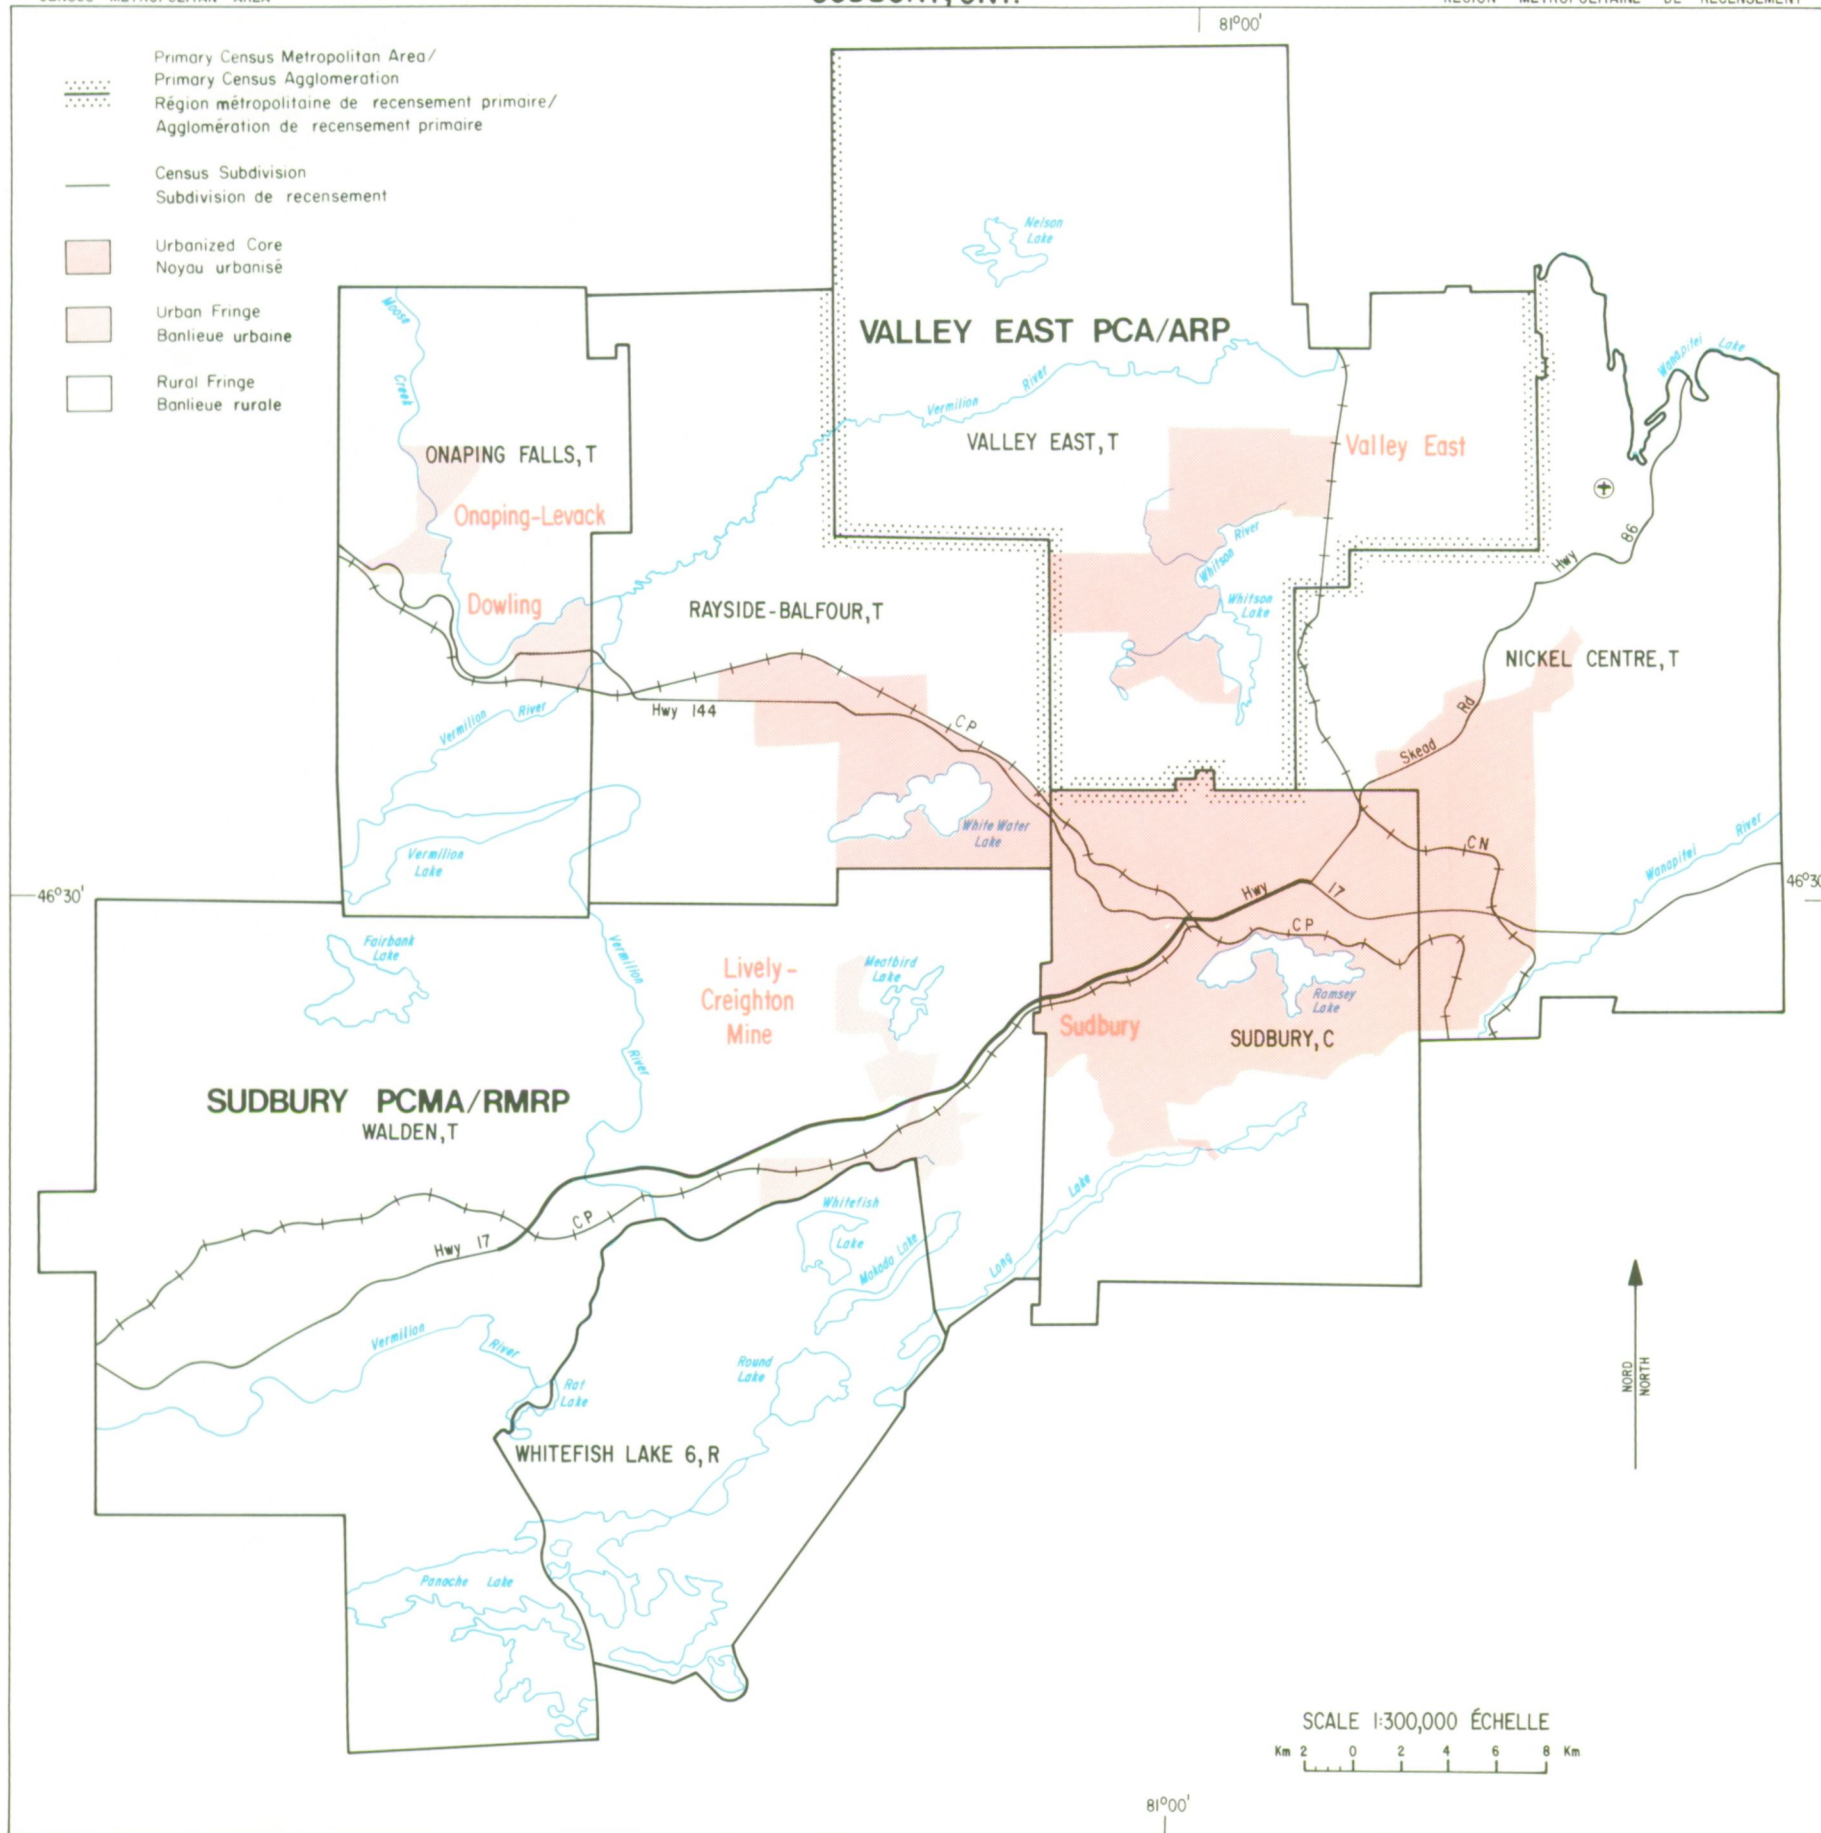 81°00'
Primary Census Metropolitan Area/
Primary Census Agglomeration
Région métropolitaine de recensement primaire/
Agglomération de recensement primaire
Census Subdivision
Subdivision de recensement
Urbanized Core
Noyau urbanisé
Urban Fringe
Banlieue urbaine
Rural Fringe
Banlieue rurale
Nelson
Lake
VALLEY EAST PCA/ARP
Moose
Creek
Vermilion River
Wanapitei Lake
ONAPING FALLS, T
VALLEY EAST, T
Valley East
Onaping-Levack
Hwy 86
Whitson River
Dowling
RAYSIDE-BALFOUR, T
Whitson
Lake
NICKEL CENTRE, T
Vermilion River
Hwy 144
CP
Skead Rd
White Water
Lake
Vermilion
Lake
CN
Wanapitei River
46°30'
Hwy 17
CP
Fairbank
Lake
Vermilion
River
Lively-
Creighton
Mine
Meatbird
Lake
Ramsey
Lake
Sudbury
SUDBURY, C
SUDBURY PCMA/RMRP
WALDEN, T
Whitefish
Lake
Makada Lake
Long Lake
CP
Hwy 17
Vermilion River
Round
Lake
Rat
Lake
WHITEFISH LAKE 6, R
NORD
NORTH
Panache Lake
SCALE 1:300,000 ÉCHELLE
Km 2 0 2 4 6 8 Km
81°00'